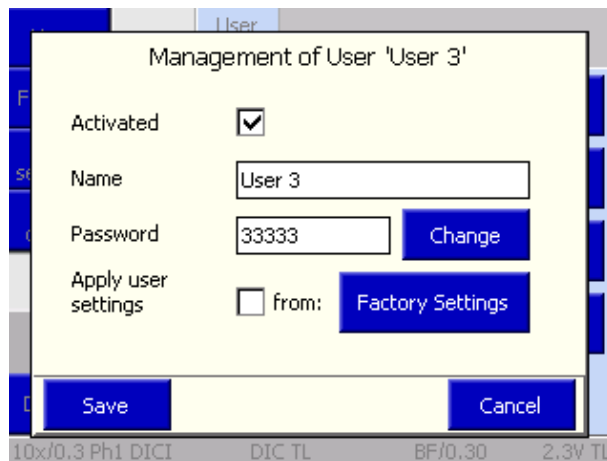 User
Management of User 'User 3'
Activated
Name
User 3
Password
33333
Change
Apply user
settings
from:
Factory Settings
Save
Cancel
10x/0.3 Ph1 DICI DIC TL BF/0.30 2.3V TL